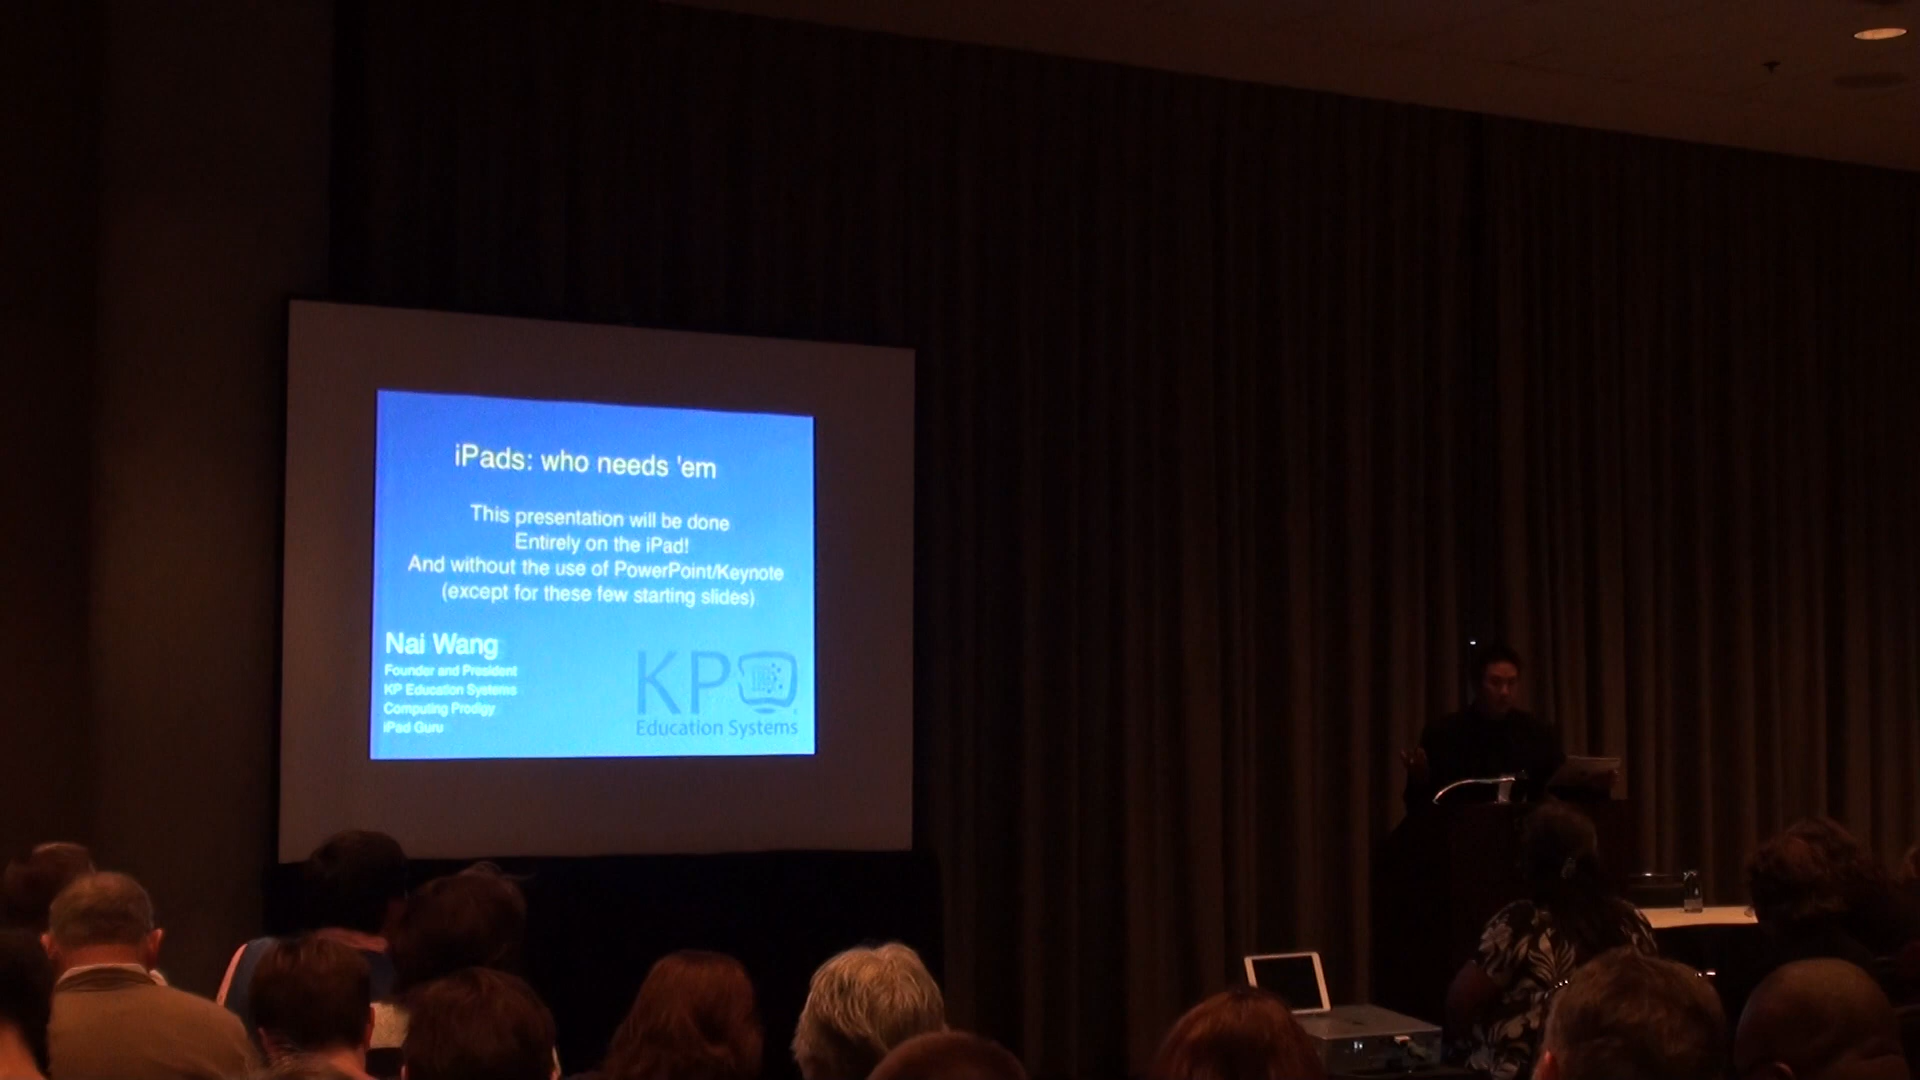 iPads: who needs 'em
This presentation will be done
Entirely on the iPad!
And without the use of PowerPoint/Keynote
(except for these few starting slides)
Nai Wang
Founder and President
KP Education Systems
Computing Prodigy
iPad Guru
KP
Education Systems